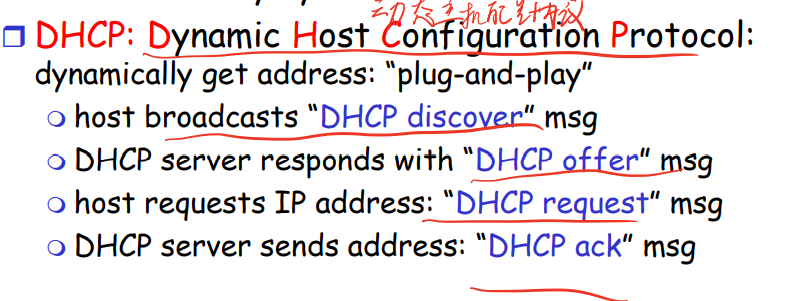 动态主机配置协议
DHCP: Dynamic Host Configuration Protocol:
dynamically get address: “plug-and-play”
host broadcasts “DHCP discover” msg
DHCP server responds with “DHCP offer” msg
host requests IP address: “DHCP request” msg
DHCP server sends address: “DHCP ack” msg